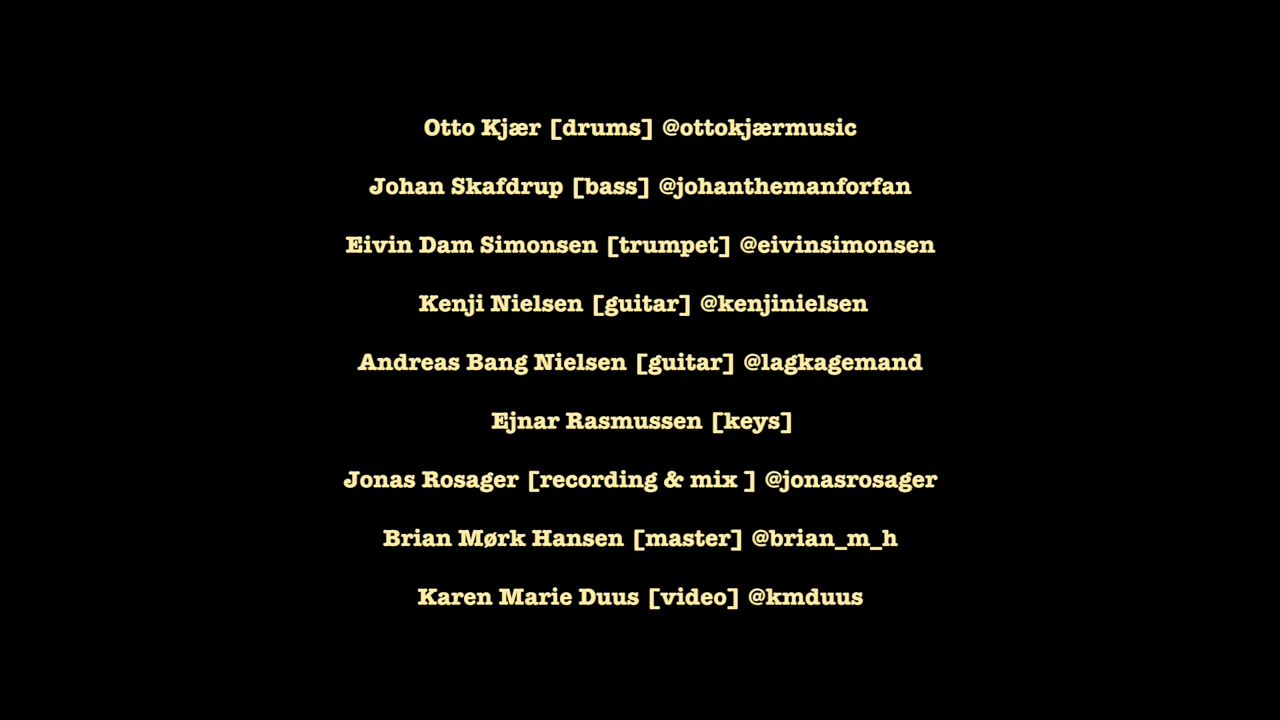 Otto Kjær [drums] @ottokjærmusic
Johan Skafdrup [bass] @johanthemanforfan
Eivin Dam Simonsen [trumpet] @eivinsimonsen
Kenji Nielsen [guitar] @kenjinielsen
Andreas Bang Nielsen [guitar] @lagkagemand
Ejnar Rasmussen [keys]
Jonas Rosager [recording & mix ] @jonasrosager
Brian Mørk Hansen [master] @brian_m_h
Karen Marie Duus [video] @kmduus